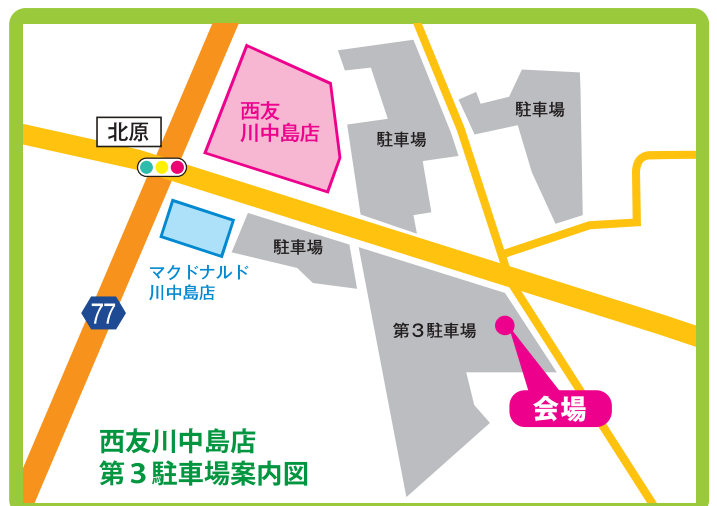 西友
川中島店
駐車場
北原
駐車場
駐車場
マクドナルド
川中島店
77
第3駐車場
会場
西友川中島店
第3駐車場案内図